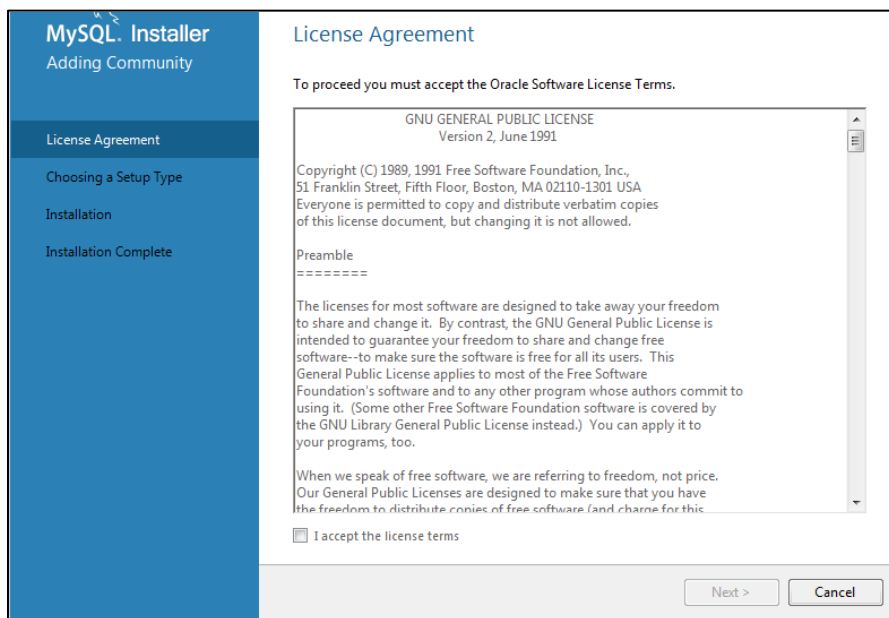 MySQL. Installer
Adding Community
License Agreement
Choosing a Setup Type
Installation
Installation Complete
License Agreement
To proceed you must accept the Oracle Software License Terms.
GNU GENERAL PUBLIC LICENSE
Version 2, June 1991
Copyright (C) 1989, 1991 Free Software Foundation, Inc.,
51 Franklin Street, Fifth Floor, Boston, MA 02110-1301 USA
Everyone is permitted to copy and distribute verbatim copies
of this license document, but changing it is not allowed.
Preamble
========
The licenses for most software are designed to take away your freedom
to share and change it.  By contrast, the GNU General Public License is
intended to guarantee your freedom to share and change free
software--to make sure the software is free for all its users.  This
General Public License applies to most of the Free Software
Foundation's software and to any other program whose authors commit to
using it.  (Some other Free Software Foundation software is covered by
the GNU Library General Public License instead.)  You can apply it to
your programs, too.
When we speak of free software, we are referring to freedom, not price.
Our General Public Licenses are designed to make sure that you have
the freedom to distribute copies of free software (and charge for this
I accept the license terms
Next >
Cancel